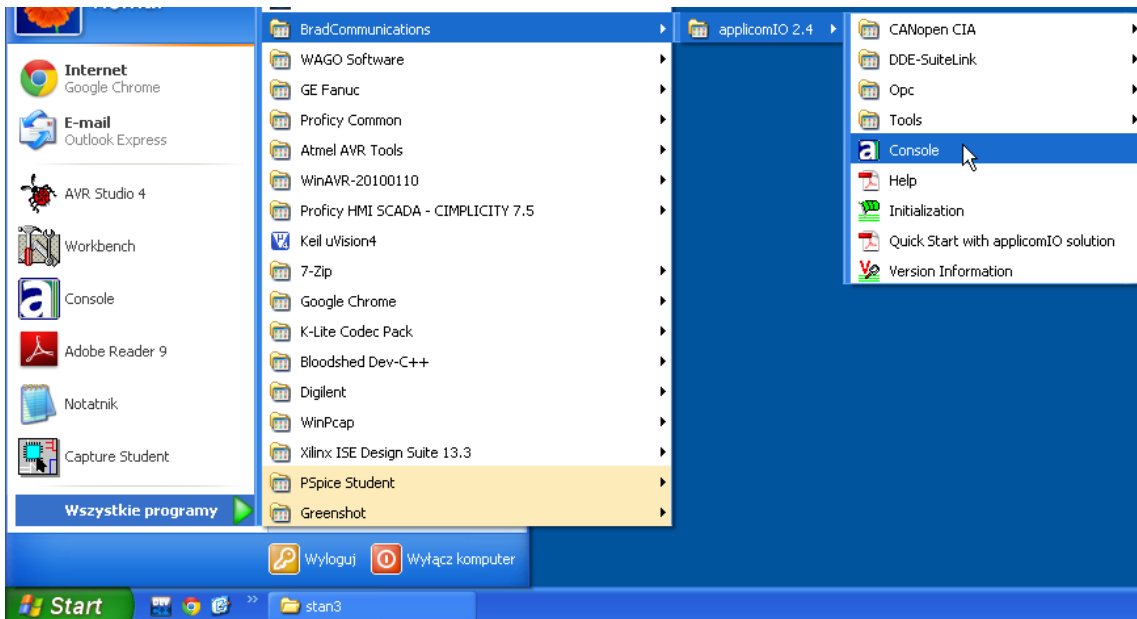 Internet
Google Chrome
E-mail
Outlook Express
AVR Studio 4
Workbench
Console
Adobe Reader 9
Notatnik
Capture Student
Wszystkie programy
BradCommunications
WAGO Software
GE Fanuc
Proficy Common
Atmel AVR Tools
WinAVR-20100110
Proficy HMI SCADA - CIMPLICITY 7.5
Keil uVision4
7-Zip
Google Chrome
K-Lite Codec Pack
Bloodshed Dev-C++
Digilent
WinPcap
Xilinx ISE Design Suite 13.3
PSpice Student
Greenshot
applicomIO 2.4
CANopen CIA
DDE-SuiteLink
Opc
Tools
Console
Help
Initialization
Quick Start with applicomIO solution
Version Information
Wyloguj
Wyłącz komputer
Start
stan3